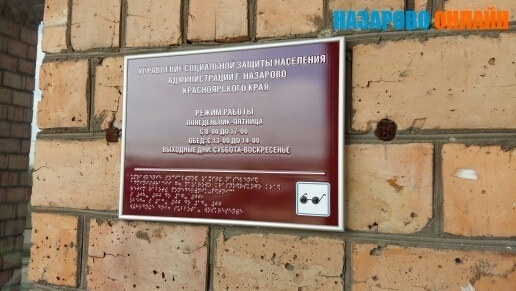 НАЗАРОВО ОНЛАЙН
УПРАВЛЕНИЕ СОЦИАЛЬНОЙ ЗАЩИТЫ НАСЕЛЕНИЯ
АДМИНИСТРАЦИИ Г. НАЗАРОВО
КРАСНОЯРСКОГО КРАЯ
РЕЖИМ РАБОТЫ
ПОНЕДЕЛЬНИК-ПЯТНИЦА
С 8-00 ДО 17-00
ОБЕД: С 13-00 ДО 14-00
ВЫХОДНЫЕ ДНИ: СУББОТА-ВОСКРЕСЕНЬЕ